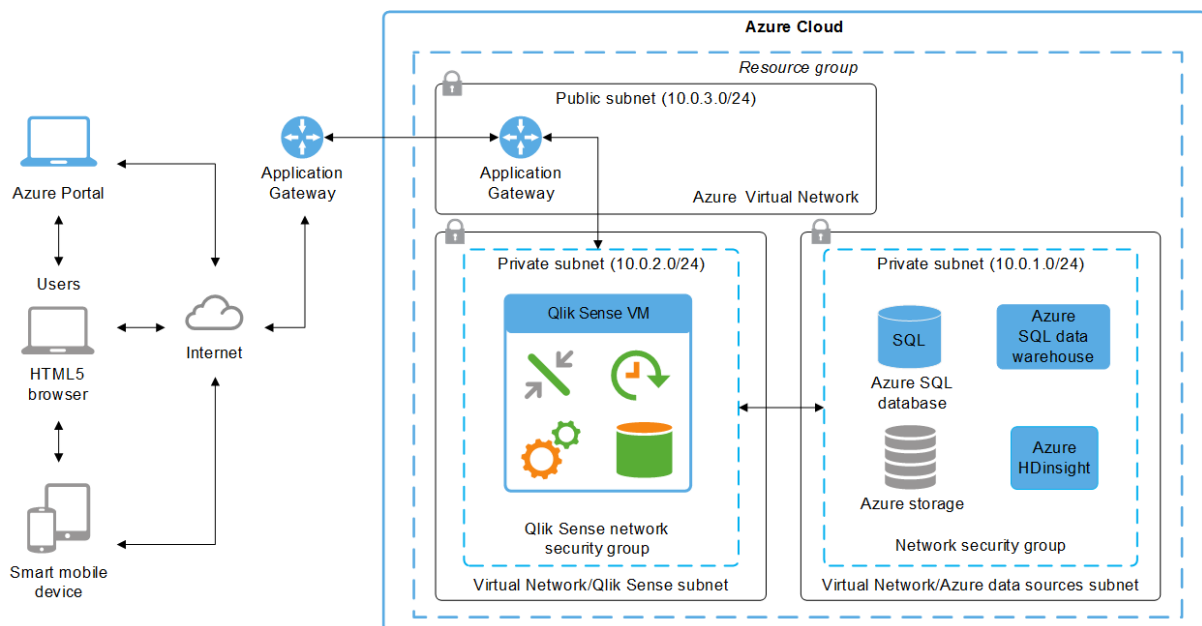 Azure Cloud
Resource group
Public subnet (10.0.3.0/24)
Application
Gateway
Azure Virtual Network
Application
Gateway
Azure Portal
Users
HTML5
browser
Smart mobile
device
Internet
Private subnet (10.0.2.0/24)
Qlik Sense VM
Qlik Sense network
security group
Virtual Network/Qlik Sense subnet
Private subnet (10.0.1.0/24)
SQL
Azure SQL
database
Azure
SQL data
warehouse
Azure storage
Azure
HDinsight
Network security group
Virtual Network/Azure data sources subnet